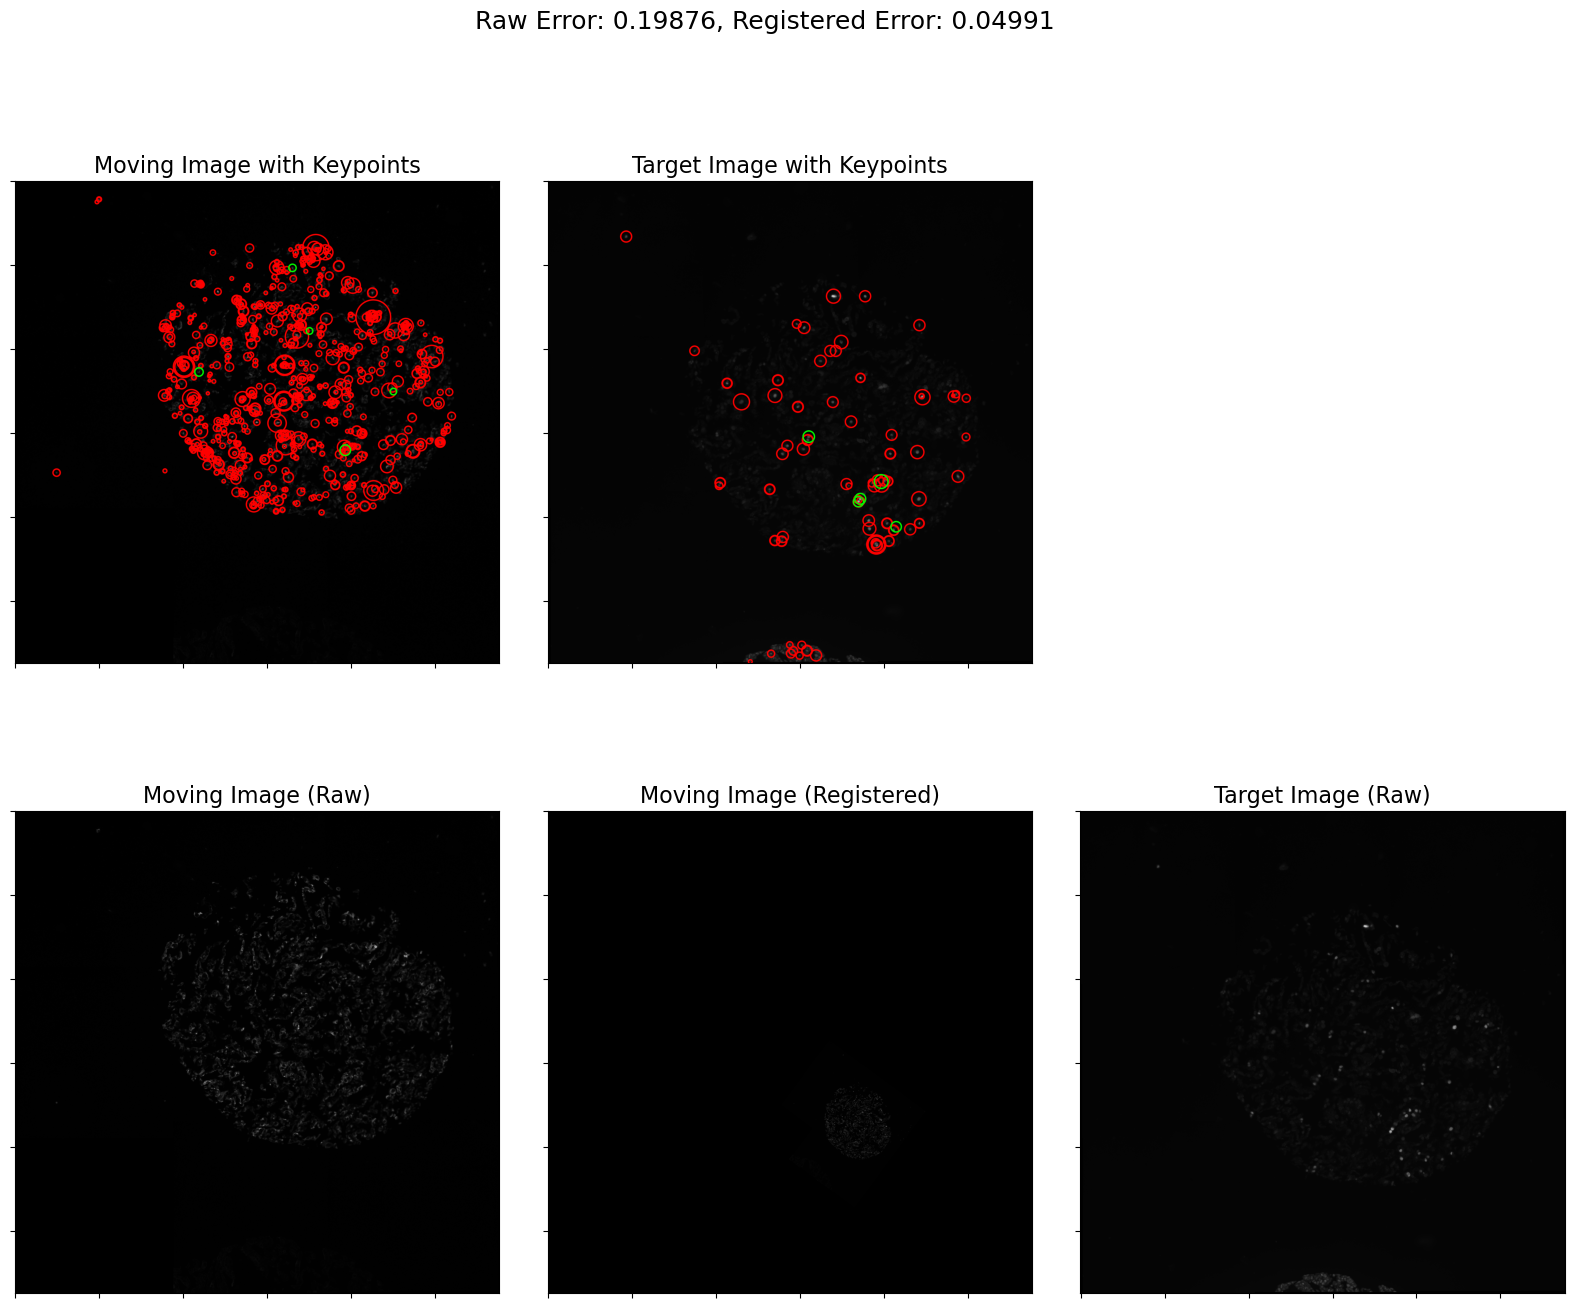 Raw Error: 0.19876, Registered Error: 0.04991
Moving Image with Keypoints
Target Image with Keypoints
Moving Image (Raw)
Moving Image (Registered)
Target Image (Raw)